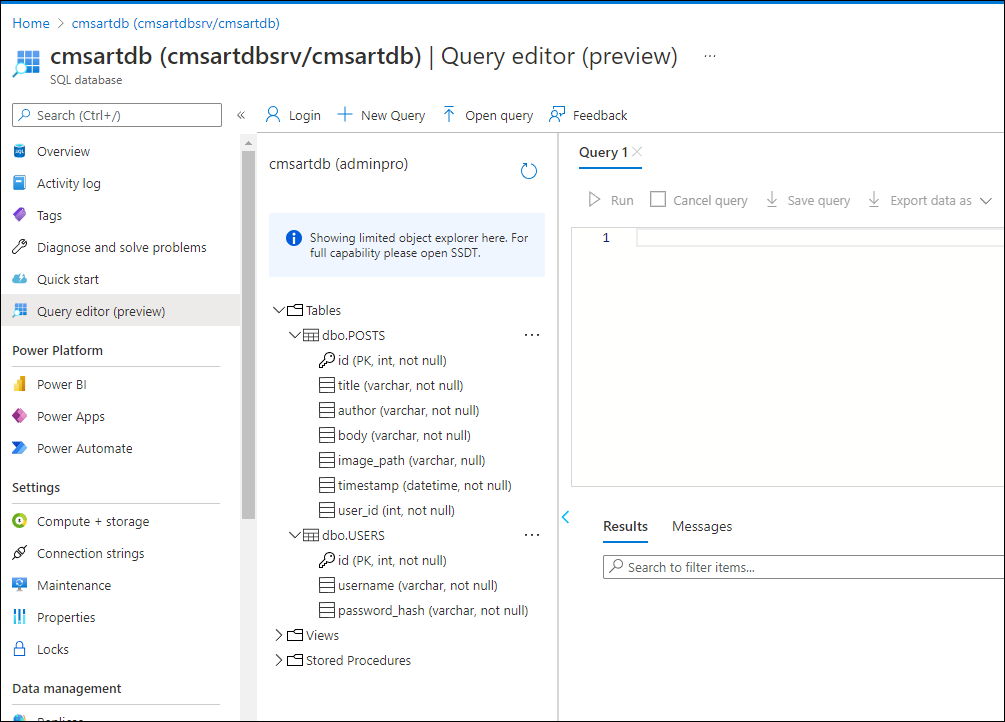 Home > cmsartdb (cmsartdbsrv/cmsartdb)
cmsartdb (cmsartdbsrv/cmsartdb) | Query editor (preview) ...
SQL database
Search (Ctrl+/)
«
Overview
Activity log
Tags
Diagnose and solve problems
Quick start
Query editor (preview)
Power Platform
Power BI
Power Apps
Power Automate
Settings
Compute + storage
Connection strings
Maintenance
Properties
Locks
Data management
Replicas
Login
New Query
Open query
Feedback
cmsartdb (adminpro)
Showing limited object explorer here. For
full capability please open SSDT.
Tables
dbo.POSTS ...
id (PK, int, not null)
title (varchar, not null)
author (varchar, not null)
body (varchar, not null)
image_path (varchar, null)
timestamp (datetime, not null)
user_id (int, not null)
dbo.USERS ...
id (PK, int, not null)
username (varchar, not null)
password_hash (varchar, not null)
Views
Stored Procedures
Query 1
Run
Cancel query
Save query
Export data as
1
Results
Messages
Search to filter items...